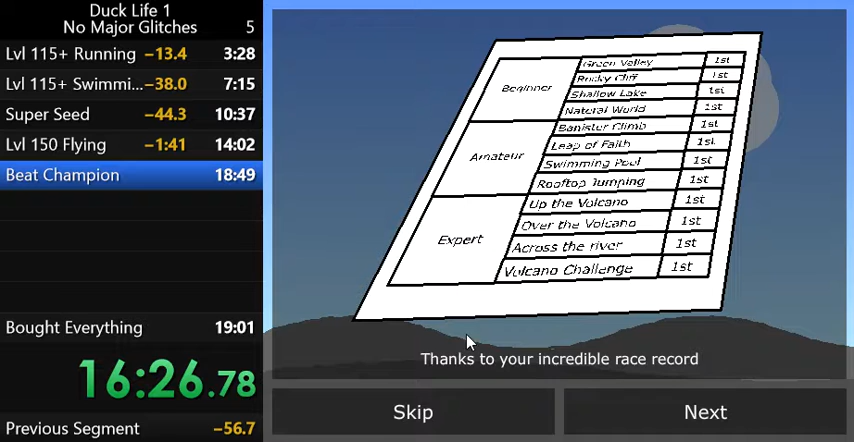 Duck Life 1
No Major Glitches 5
Lvl 115+ Running −13.4 3:28
Lvl 115+ Swimmi... −38.0 7:15
Super Seed −44.3 10:37
Lvl 150 Flying −1:41 14:02
Beat Champion 18:49
Bought Everything 19:01
16:26.78
Previous Segment −56.7
Beginner
Green Valley 1st
Rocky Cliff 1st
Shallow Lake 1st
Natural World 1st
Amateur
Banister Climb 1st
Leap of Faith 1st
Swimming Pool 1st
Rooftop Jumping 1st
Expert
Up the Volcano 1st
Over the Volcano 1st
Across the river 1st
Volcano Challenge 1st
Thanks to your incredible race record
Skip Next